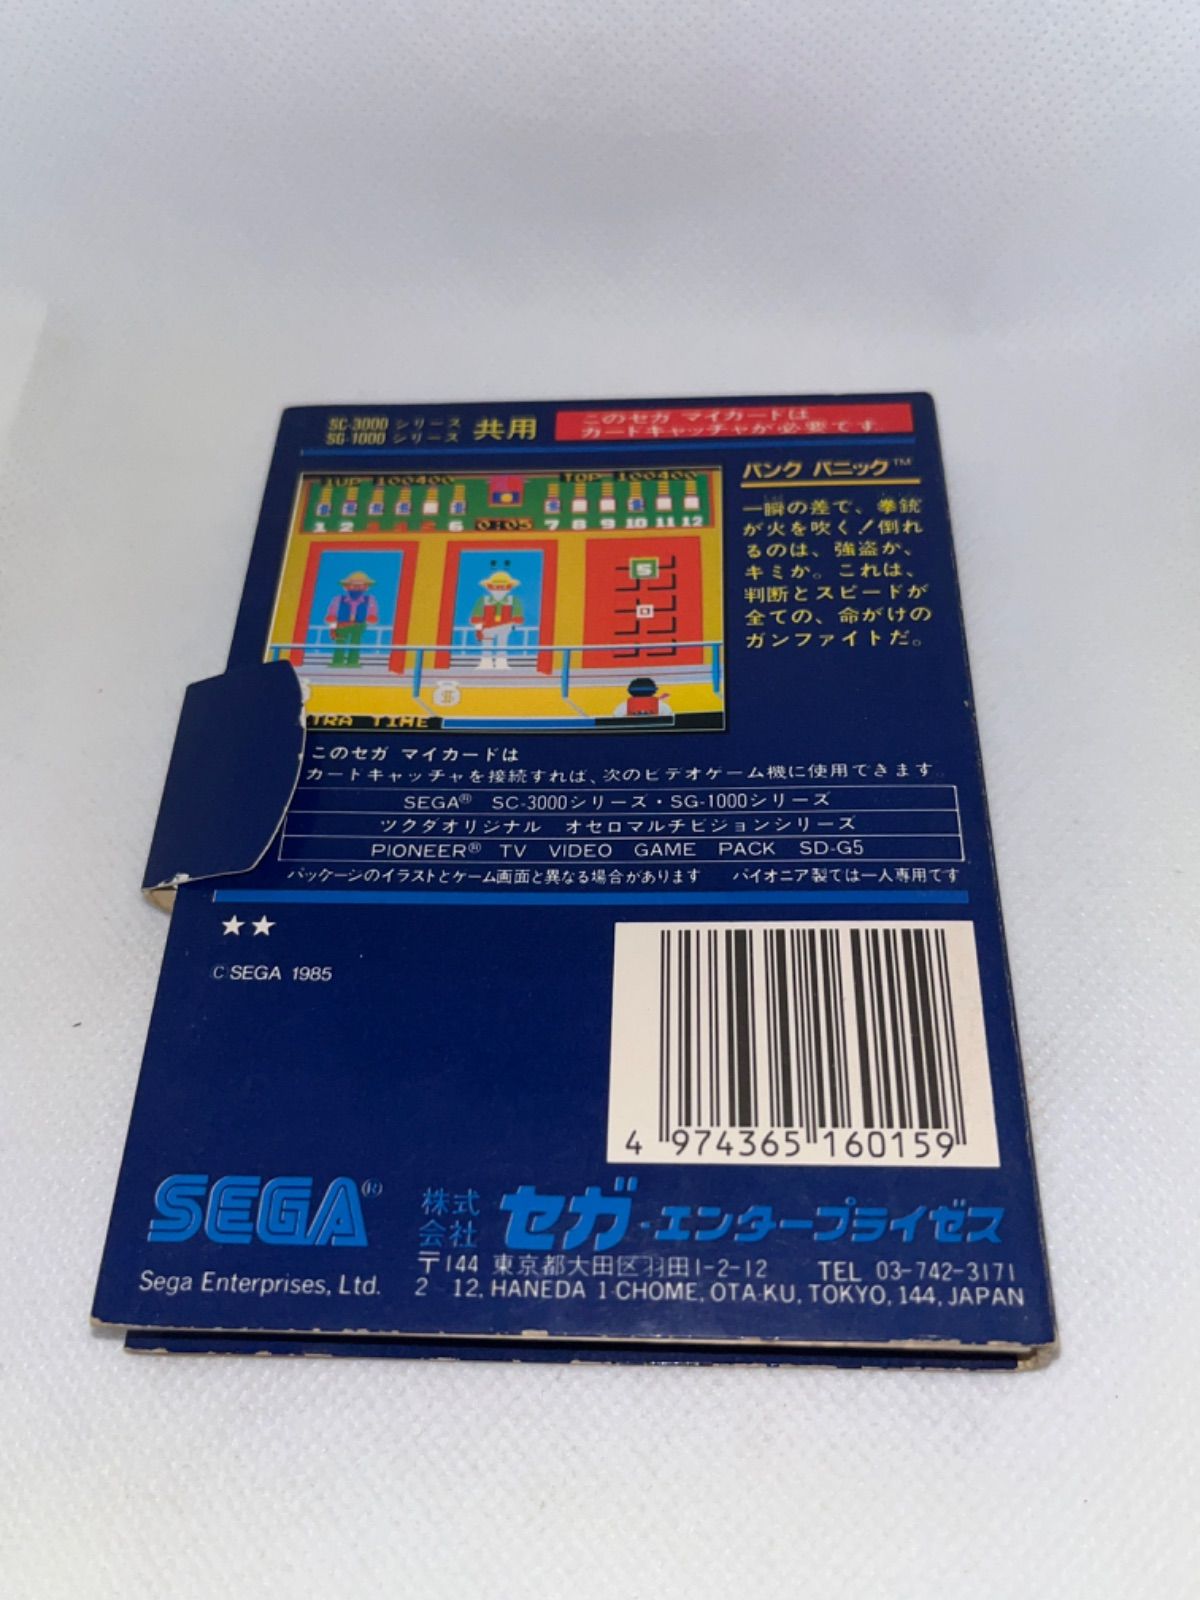 SC-3000 シリーズ
SG-1000 シリーズ
共用
このセガ マイカードは
カードキャッチャが必要です。
バンク パニック™
一瞬の差で、拳銃
が火を吹く!倒れ
るのは、強盗か、
キミか。これは、
判断とスピードが
全ての、命がけの
ガンファイトだ。
1UP 100400
TOP 100400
1 2 3 4 5 6 0105 7 8 9 10 11 12
5
TRA TIME
このセガ マイカードは
カードキャッチャを接続すれば、次のビデオゲーム機に使用できます。
SEGA® SC-3000シリーズ・SG-1000シリーズ
ツクダオリジナル オセロマルチビジョンシリーズ
PIONEER® TV VIDEO GAME PACK SD-G5
パッケージのイラストとゲーム画面と異なる場合があります パイオニア製では一人専用です
★★
© SEGA 1985
4 974365 160159
SEGA®
株式会社 セガ・エンタープライゼス
〒144 東京都大田区羽田1-2-12 TEL 03-742-3171
Sega Enterprises, Ltd. 2 12, HANEDA 1-CHOME, OTA-KU, TOKYO, 144, JAPAN